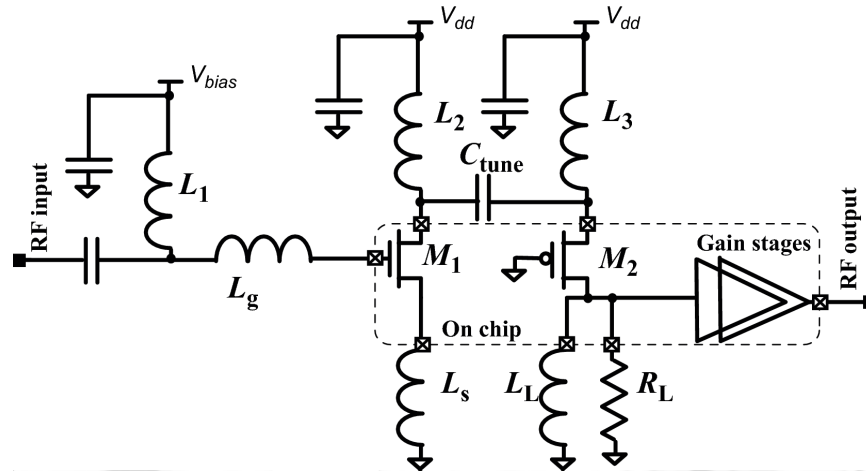 V_dd
V_dd
V_bias
L_2
L_3
C_tune
L_1
RF input
L_g
M_1
M_2
Gain stages
RF output
On chip
L_s
L_L
R_L